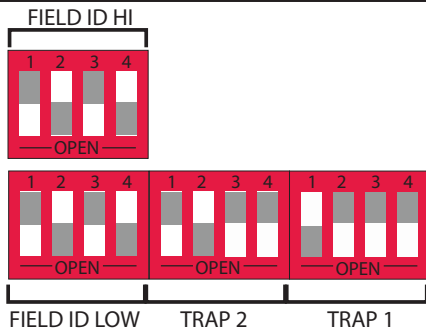 FIELD ID HI
1 2 3 4
OPEN
1 2 3 4 1 2 3 4 1 2 3 4
OPEN OPEN OPEN
FIELD ID LOW TRAP 2 TRAP 1